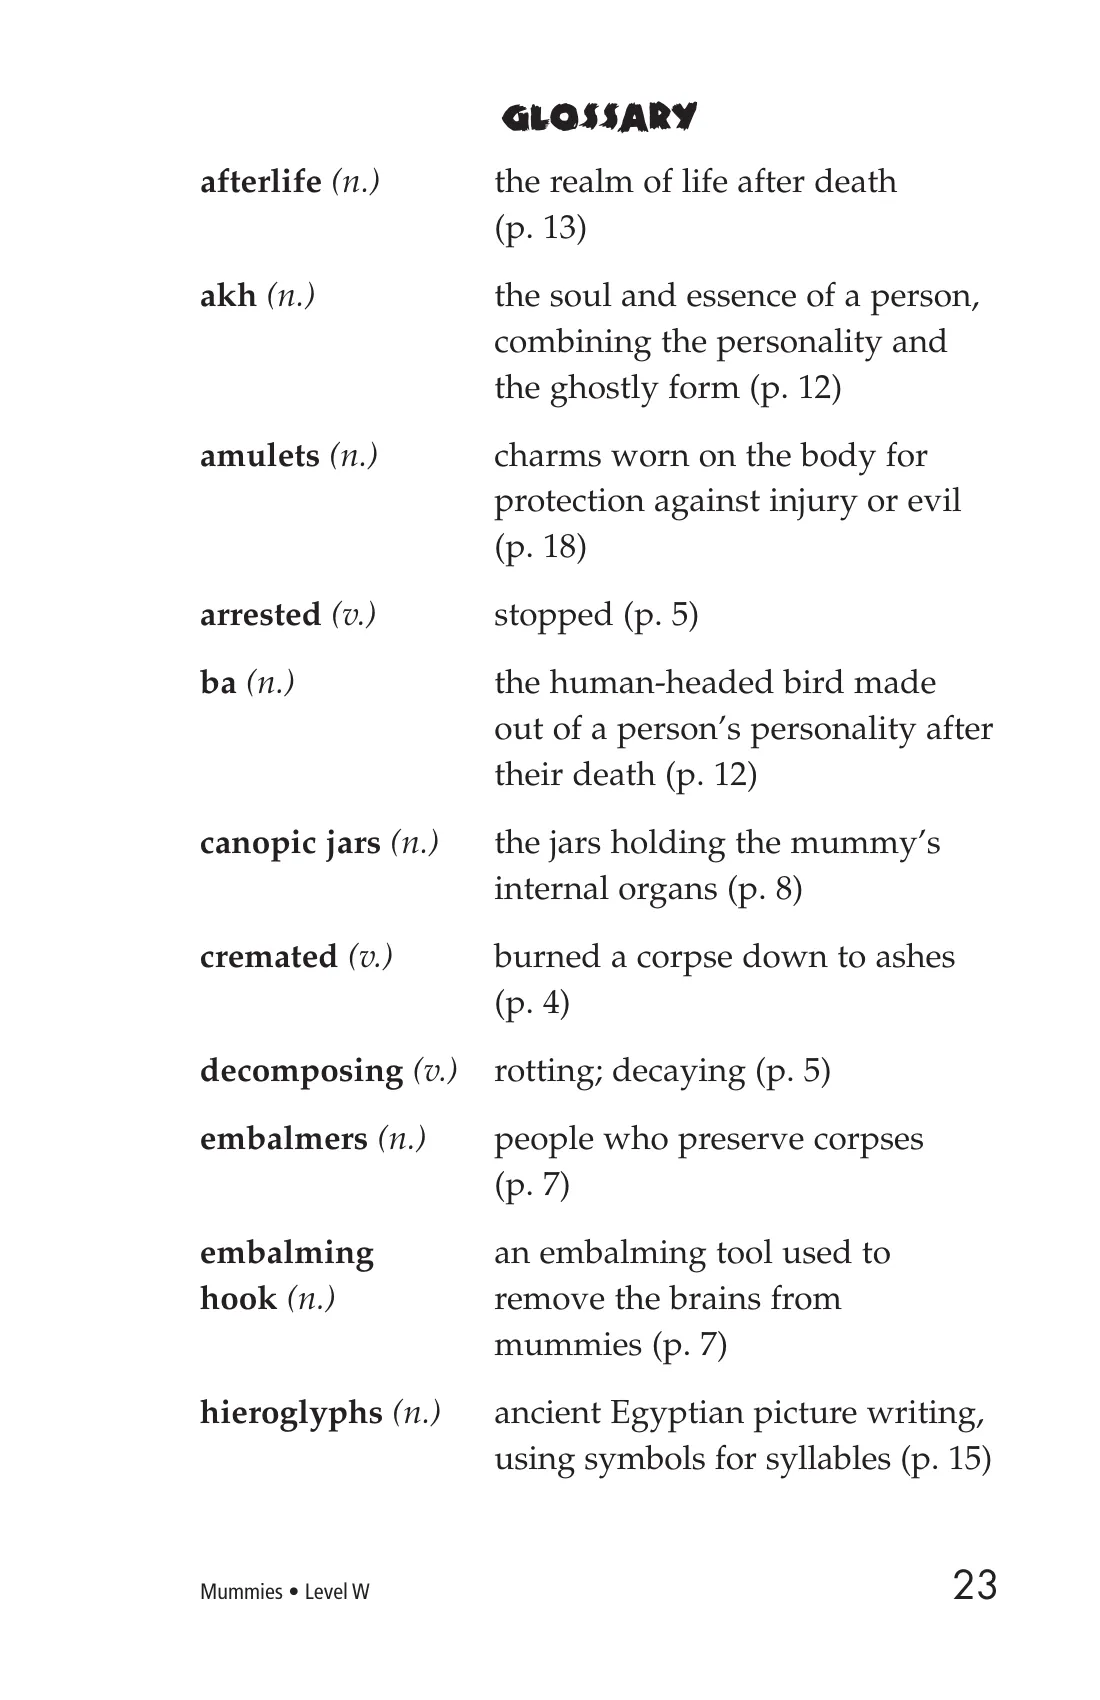 GLOSSARY
afterlife (n.) the realm of life after death
(p. 13)
akh (n.) the soul and essence of a person,
combining the personality and
the ghostly form (p. 12)
amulets (n.) charms worn on the body for
protection against injury or evil
(p. 18)
arrested (v.) stopped (p. 5)
ba (n.) the human-headed bird made
out of a person’s personality after
their death (p. 12)
canopic jars (n.) the jars holding the mummy’s
internal organs (p. 8)
cremated (v.) burned a corpse down to ashes
(p. 4)
decomposing (v.) rotting; decaying (p. 5)
embalmers (n.) people who preserve corpses
(p. 7)
embalming an embalming tool used to
hook (n.) remove the brains from
mummies (p. 7)
hieroglyphs (n.) ancient Egyptian picture writing,
using symbols for syllables (p. 15)
Mummies • Level W 23